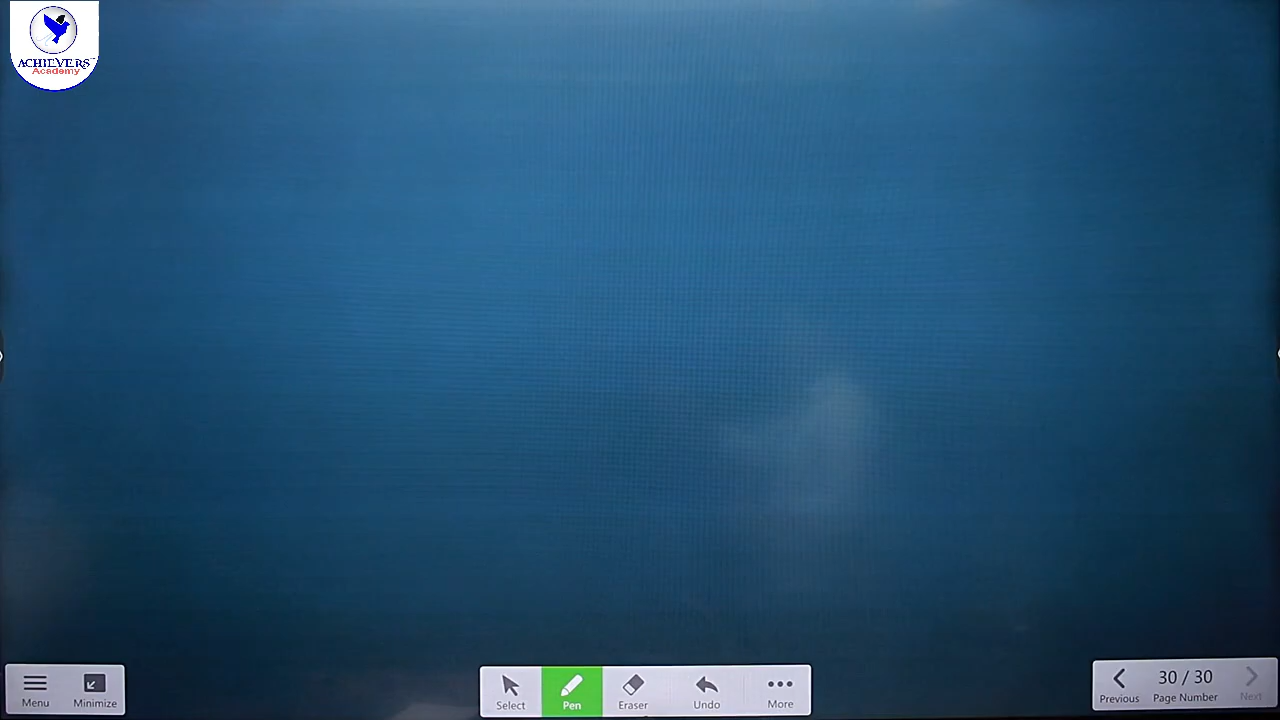 ACHIEVERS
Academy
Menu
Minimize
Select
Pen
Eraser
Undo
More
Previous
30 / 30
Page Number
Next